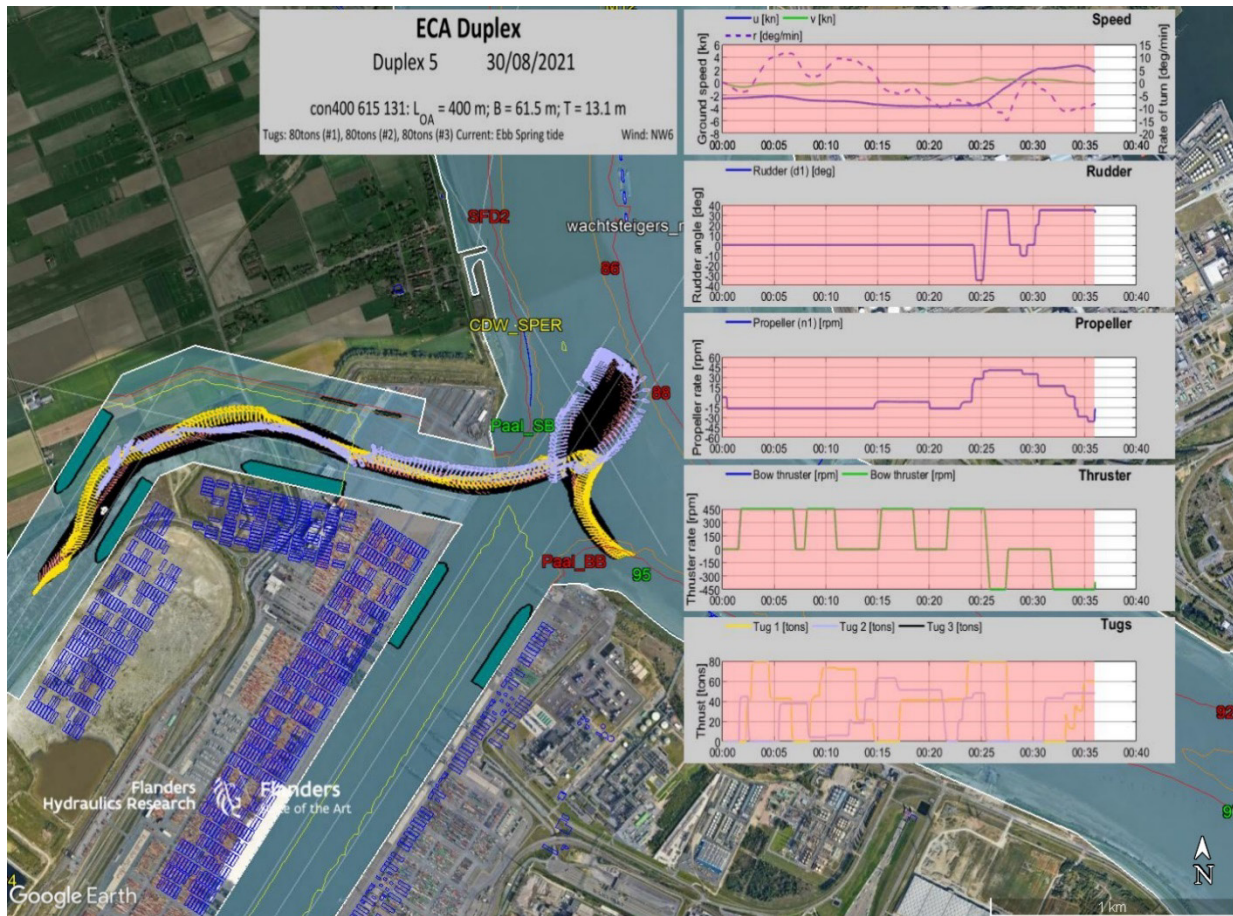 ECA Duplex
Duplex 5 30/08/2021
con400 615 131: LOA = 400 m; B = 61.5 m; T = 13.1 m
Tugs: 80tons (#1), 80tons (#2), 80tons (#3) Current: Ebb Spring tide Wind: NW6
u [kn] v [kn] Speed
r [deg/min]
Ground speed [kn]
6
4
2
0
-2
-4
-6
-8
15
10
5
0
-5
-10
-15
-20
Rate of turn [deg/min]
00:00 00:05 00:10 00:15 00:20 00:25 00:30 00:35 00:40
Rudder (d1) [deg] Rudder
Rudder angle [deg]
40
30
20
10
0
-10
-20
-30
-40
00:00 00:05 00:10 00:15 00:20 00:25 00:30 00:35 00:40
Propeller (n1) [rpm] Propeller
Propeller rate [rpm]
60
45
30
15
0
-15
-30
-45
-60
00:00 00:05 00:10 00:15 00:20 00:25 00:30 00:35 00:40
Bow thruster [rpm] Bow thruster [rpm] Thruster
Thruster rate [rpm]
450
300
150
0
-150
-300
-450
00:00 00:05 00:10 00:15 00:20 00:25 00:30 00:35 00:40
Tug 1 [tons] Tug 2 [tons] Tug 3 [tons] Tugs
Thrust [tons]
80
60
40
20
0
00:00 00:05 00:10 00:15 00:20 00:25 00:30 00:35 00:40
SFD2
wachtsteigers_r
86
CDW_SPER
88
Paal_SB
Paal_BB
95
92
Flanders
Hydraulics Research
Flanders
State of the Art
4
Google Earth
N
1 km